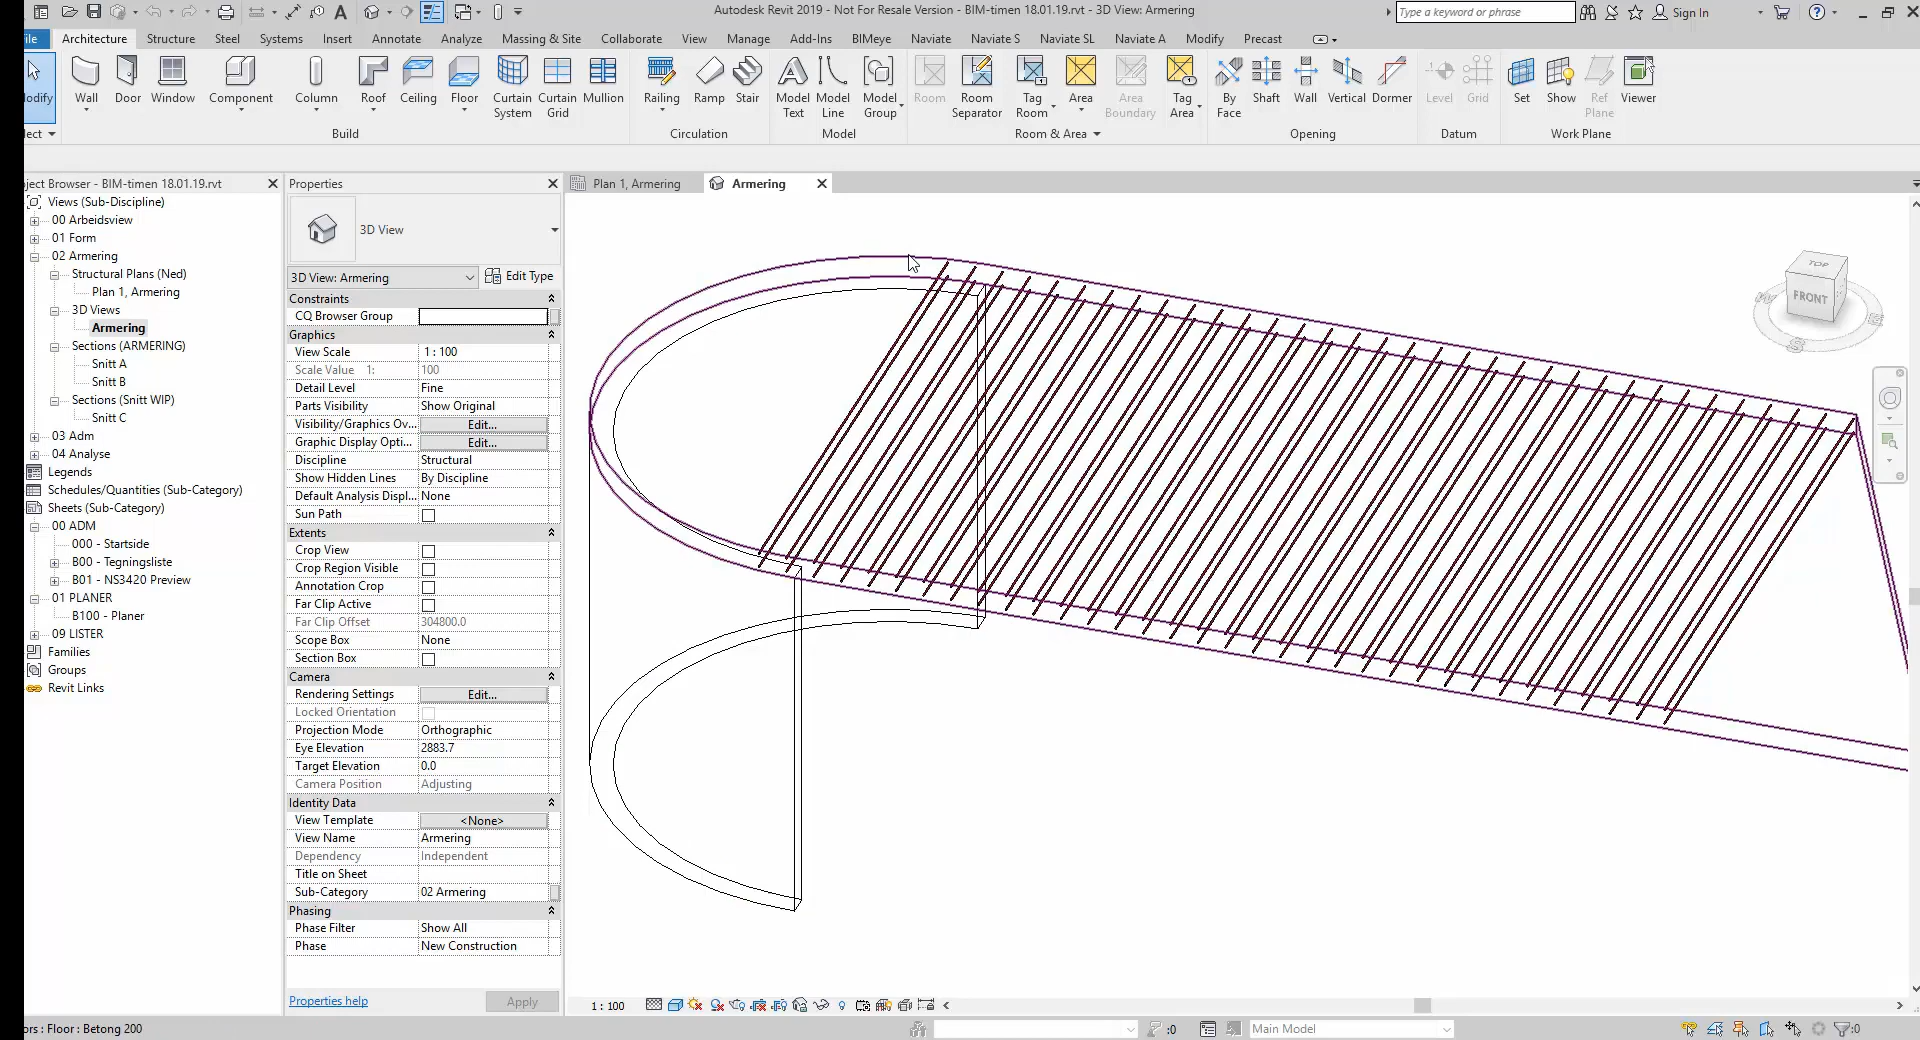 Autodesk Revit 2019 - Not For Resale Version - BIM-timen 18.01.19.rvt - 3D View: Armering
Type a keyword or phrase
Sign In
ile
Architecture
Structure
Steel
Systems
Insert
Annotate
Analyze
Massing & Site
Collaborate
View
Manage
Add-Ins
BIMeye
Naviate
Naviate S
Naviate SL
Naviate A
Modify
Precast
odify
Wall
Door
Window
Component
Column
Roof
Ceiling
Floor
Curtain System
Curtain Grid
Mullion
Railing
Ramp
Stair
Model Text
Model Line
Model Group
Room
Room Separator
Tag Room
Area
Area Boundary
Tag Area
By Face
Shaft
Wall
Vertical
Dormer
Level
Grid
Set
Show
Ref Plane
Viewer
lect
Build
Circulation
Model
Room & Area
Opening
Datum
Work Plane
ject Browser - BIM-timen 18.01.19.rvt
Views (Sub-Discipline)
00 Arbeidsview
01 Form
02 Armering
Structural Plans (Ned)
Plan 1, Armering
3D Views
Armering
Sections (ARMERING)
Snitt A
Snitt B
Sections (Snitt WIP)
Snitt C
03 Adm
04 Analyse
Legends
Schedules/Quantities (Sub-Category)
Sheets (Sub-Category)
00 ADM
000 - Startside
B00 - Tegningsliste
B01 - NS3420 Preview
01 PLANER
B100 - Planer
09 LISTER
Families
Groups
Revit Links
Properties
3D View
3D View: Armering
Edit Type
Constraints
CQ Browser Group
Graphics
View Scale 1 : 100
Scale Value 1: 100
Detail Level Fine
Parts Visibility Show Original
Visibility/Graphics Ov... Edit...
Graphic Display Opti... Edit...
Discipline Structural
Show Hidden Lines By Discipline
Default Analysis Displ... None
Sun Path
Extents
Crop View
Crop Region Visible
Annotation Crop
Far Clip Active
Far Clip Offset 304800.0
Scope Box None
Section Box
Camera
Rendering Settings Edit...
Locked Orientation
Projection Mode Orthographic
Eye Elevation 2883.7
Target Elevation 0.0
Camera Position Adjusting
Identity Data
View Template <None>
View Name Armering
Dependency Independent
Title on Sheet
Sub-Category 02 Armering
Phasing
Phase Filter Show All
Phase New Construction
Properties help
Apply
Plan 1, Armering
Armering
TOP
FRONT
W
E
S
1 : 100
ors : Floor : Betong 200
:0
Main Model
:0